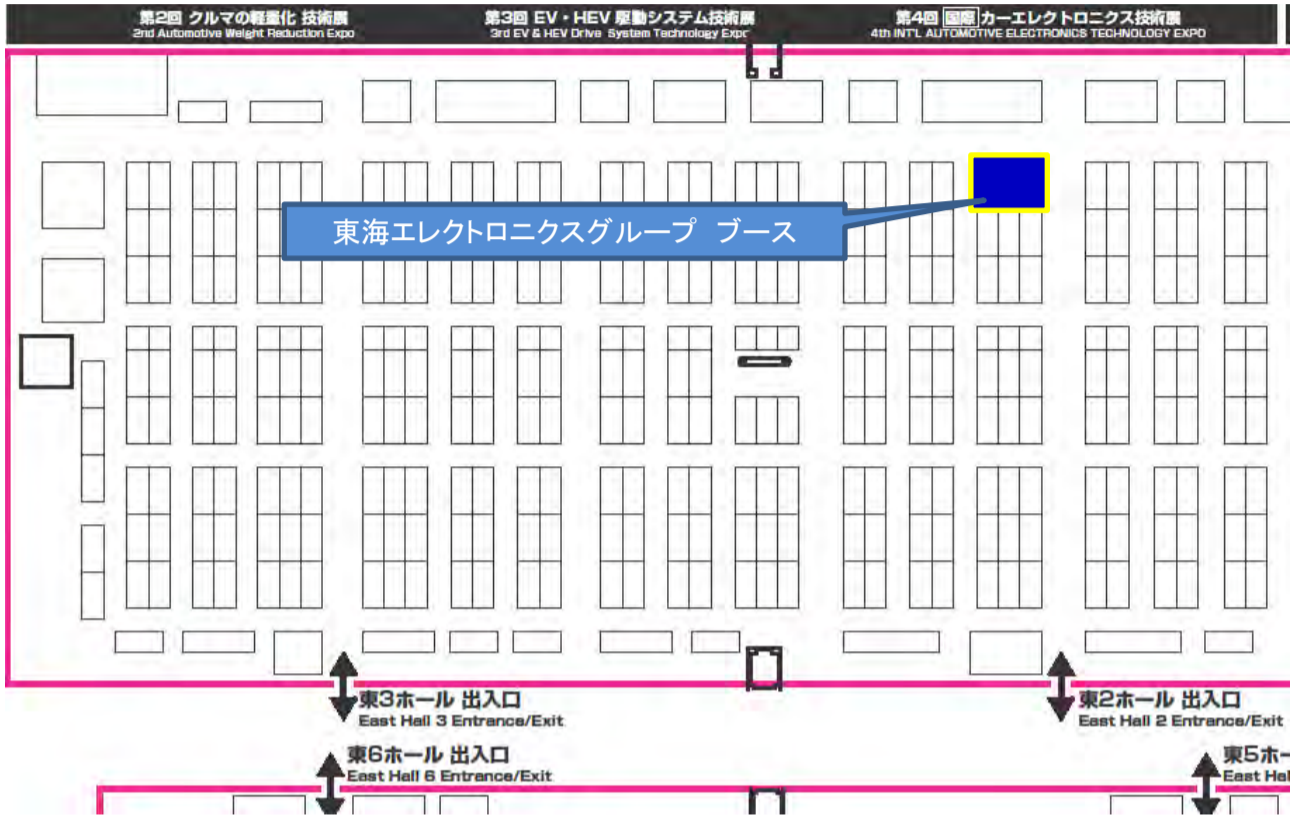 第2回 クルマの軽量化 技術展
2nd Automotive Weight Reduction Expo
第3回 EV・HEV 駆動システム技術展
3rd EV & HEV Drive System Technology Expo
第4回 国際 カーエレクトロニクス技術展
4th INT'L AUTOMOTIVE ELECTRONICS TECHNOLOGY EXPO
東海エレクトロニクスグループ ブース
東3ホール 出入口
East Hall 3 Entrance/Exit
東2ホール 出入口
East Hall 2 Entrance/Exit
東6ホール 出入口
East Hall 6 Entrance/Exit
東5ホー
East Hal